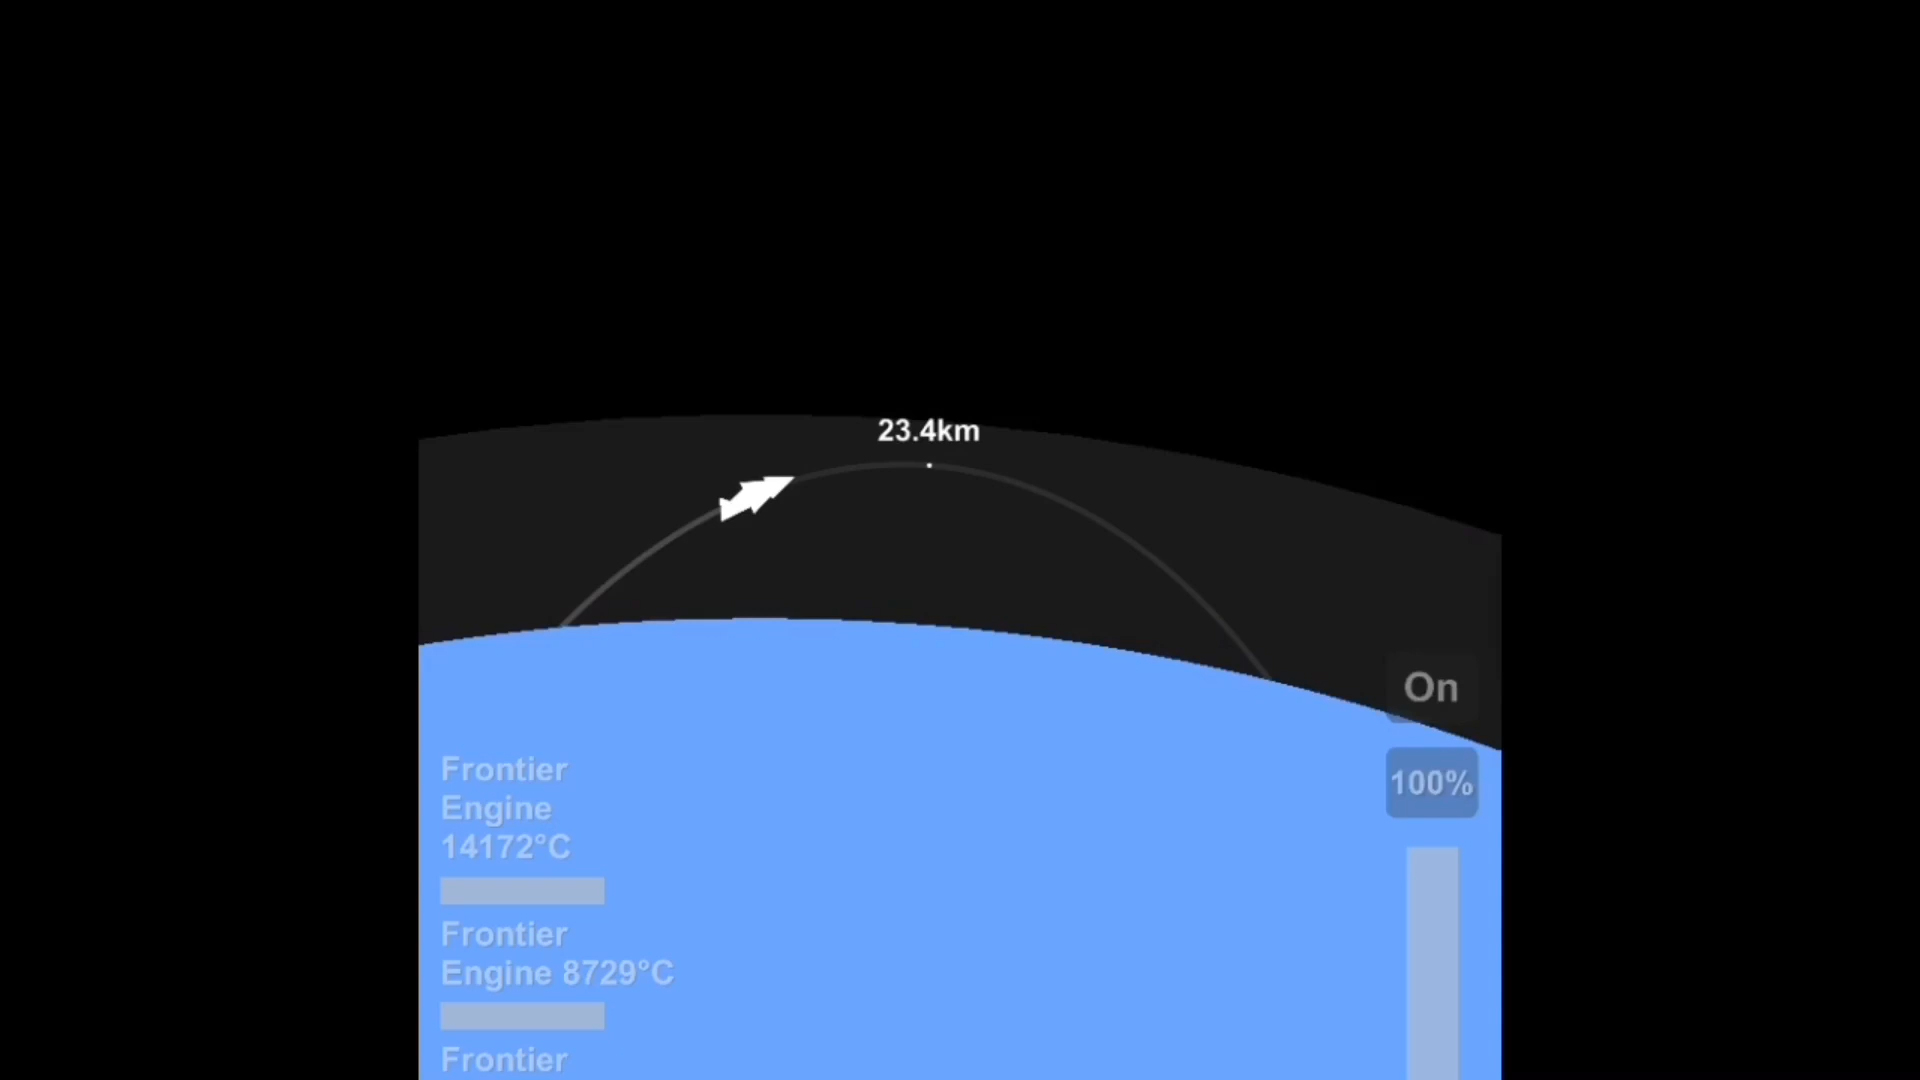 23.4km
On
100%
Frontier
Engine
14172°C
Frontier
Engine 8729°C
Frontier